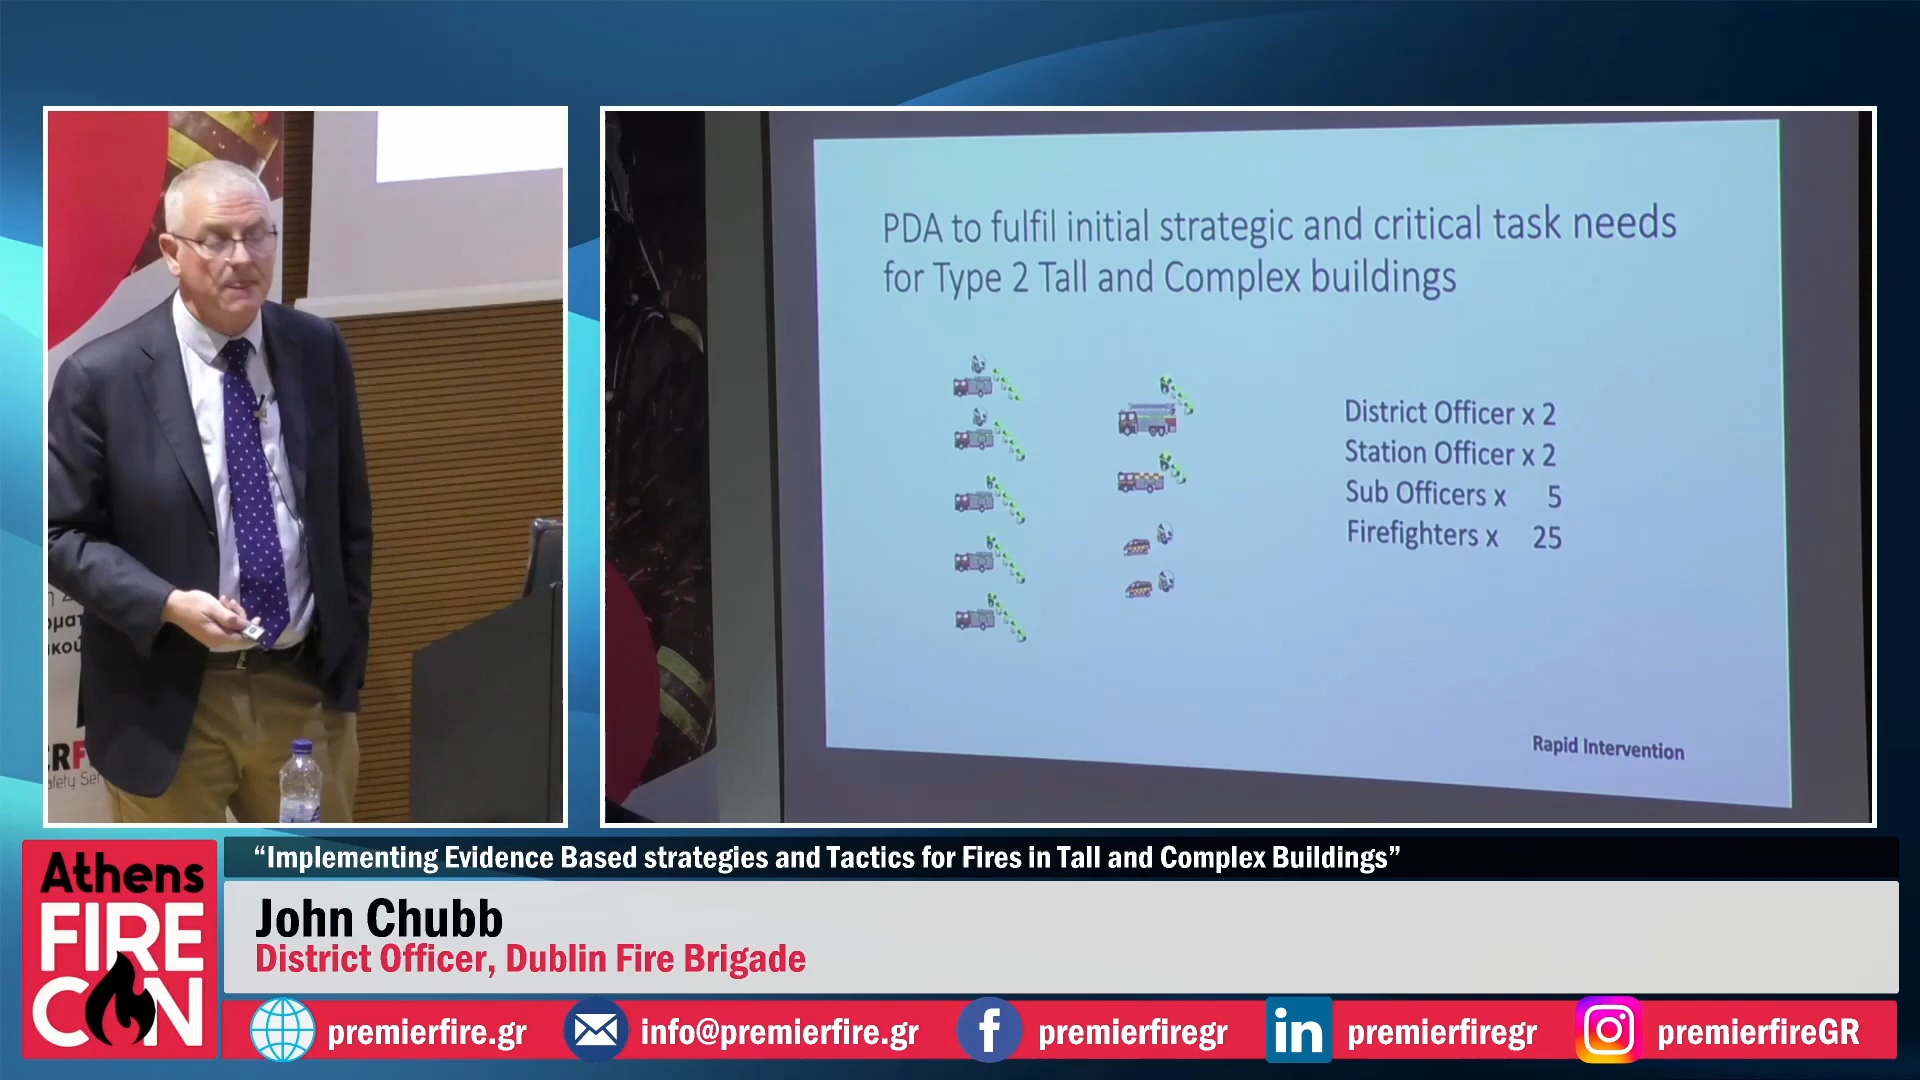 PDA to fulfil initial strategic and critical task needs
for Type 2 Tall and Complex buildings
District Officer x 2
Station Officer x 2
Sub Officers x 5
Firefighters x 25
Rapid Intervention
“Implementing Evidence Based strategies and Tactics for Fires in Tall and Complex Buildings”
John Chubb
District Officer, Dublin Fire Brigade
Athens
FIRE
CON
premierfire.gr
info@premierfire.gr
premierfiregr
premierfiregr
premierfireGR